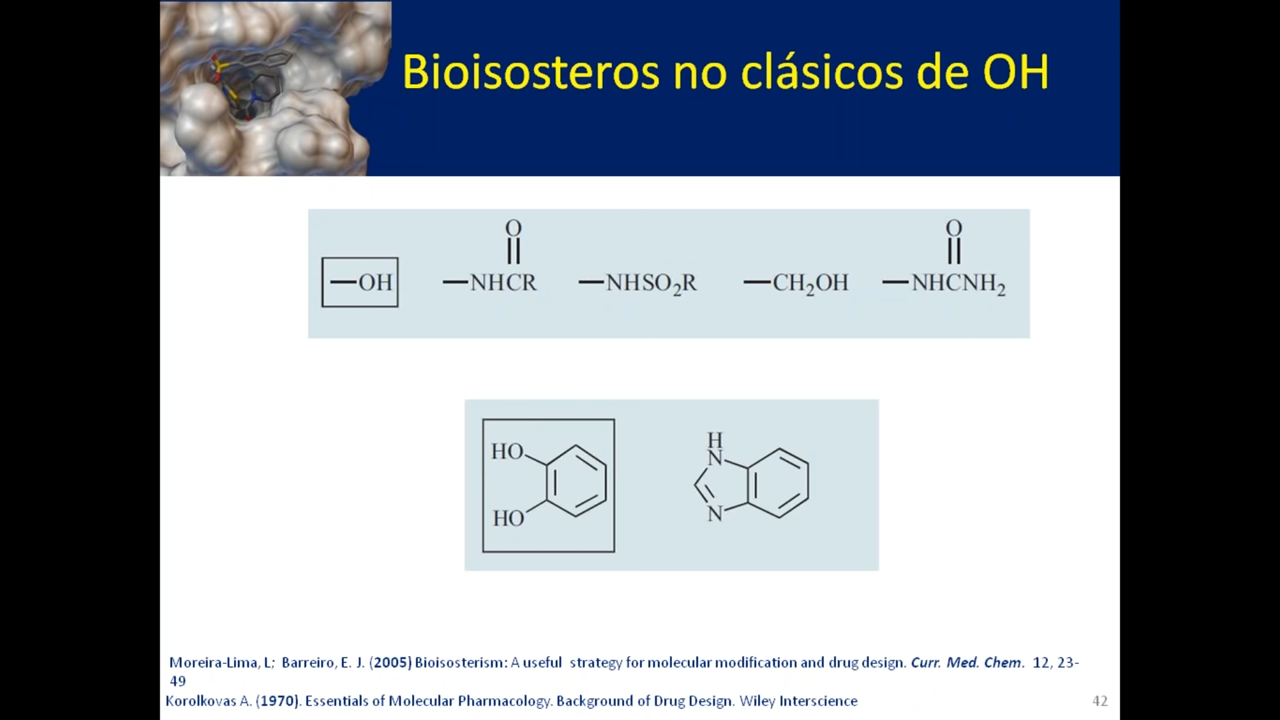 Bioisosteros no clásicos de OH
O O
—OH —NHCR —NHSO₂R —CH₂OH —NHCNH₂
HO H
N
HO N
Moreira-Lima, L; Barreiro, E. J. (2005) Bioisosterism: A useful strategy for molecular modification and drug design. Curr. Med. Chem. 12, 23-
49
Korolkovas A. (1970). Essentials of Molecular Pharmacology. Background of Drug Design. Wiley Interscience 42